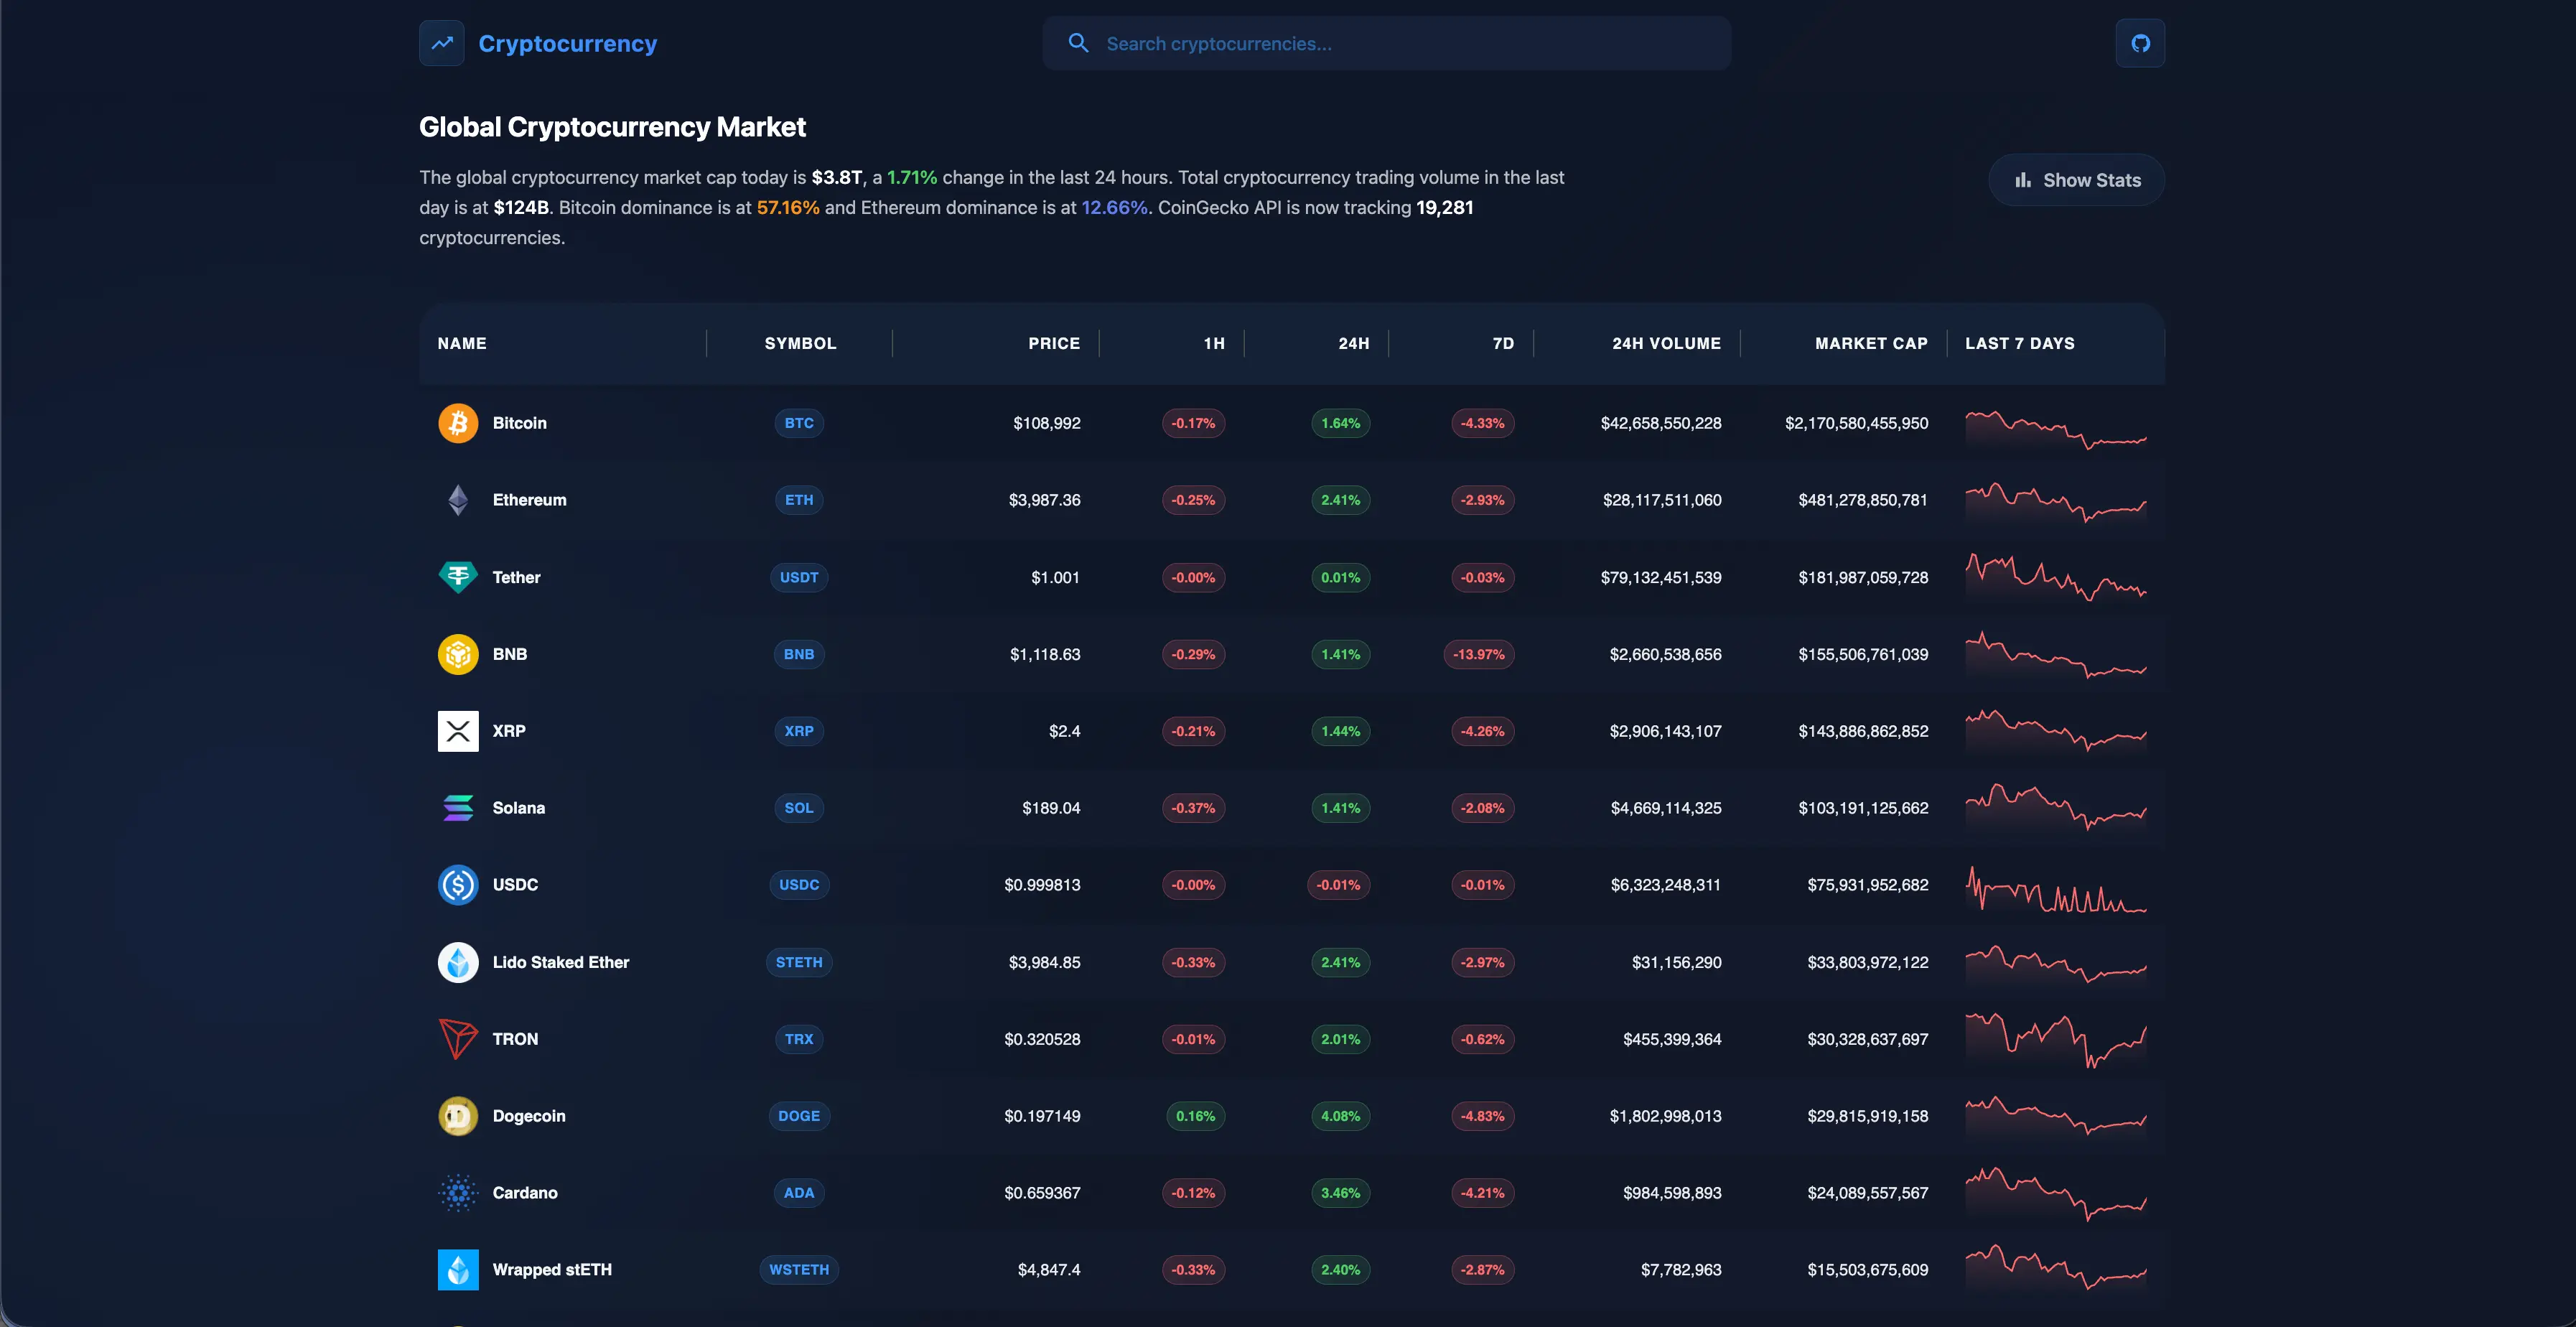 Cryptocurrency
Search cryptocurrencies...
Global Cryptocurrency Market
The global cryptocurrency market cap today is $3.8T, a 1.71% change in the last 24 hours. Total cryptocurrency trading volume in the last
day is at $124B. Bitcoin dominance is at 57.16% and Ethereum dominance is at 12.66%. CoinGecko API is now tracking 19,281
cryptocurrencies.
Show Stats
NAME SYMBOL PRICE 1H 24H 7D 24H VOLUME MARKET CAP LAST 7 DAYS
Bitcoin BTC $108,992 -0.17% 1.64% -4.33% $42,658,550,228 $2,170,580,455,950
Ethereum ETH $3,987.36 -0.25% 2.41% -2.93% $28,117,511,060 $481,278,850,781
Tether USDT $1.001 -0.00% 0.01% -0.03% $79,132,451,539 $181,987,059,728
BNB BNB $1,118.63 -0.29% 1.41% -13.97% $2,660,538,656 $155,506,761,039
XRP XRP $2.4 -0.21% 1.44% -4.26% $2,906,143,107 $143,886,862,852
Solana SOL $189.04 -0.37% 1.41% -2.08% $4,669,114,325 $103,191,125,662
USDC USDC $0.999813 -0.00% -0.01% -0.01% $6,323,248,311 $75,931,952,682
Lido Staked Ether STETH $3,984.85 -0.33% 2.41% -2.97% $31,156,290 $33,803,972,122
TRON TRX $0.320528 -0.01% 2.01% -0.62% $455,399,364 $30,328,637,697
Dogecoin DOGE $0.197149 0.16% 4.08% -4.83% $1,802,998,013 $29,815,919,158
Cardano ADA $0.659367 -0.12% 3.46% -4.21% $984,598,893 $24,089,557,567
Wrapped stETH WSTETH $4,847.4 -0.33% 2.40% -2.87% $7,782,963 $15,503,675,609